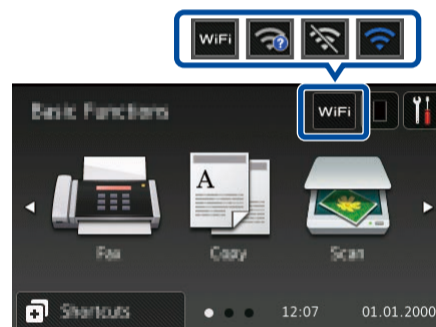 WiFi
Basic Functions
WiFi
A
Fax
Copy
Scan
Shortcuts
12:07
01.01.2000